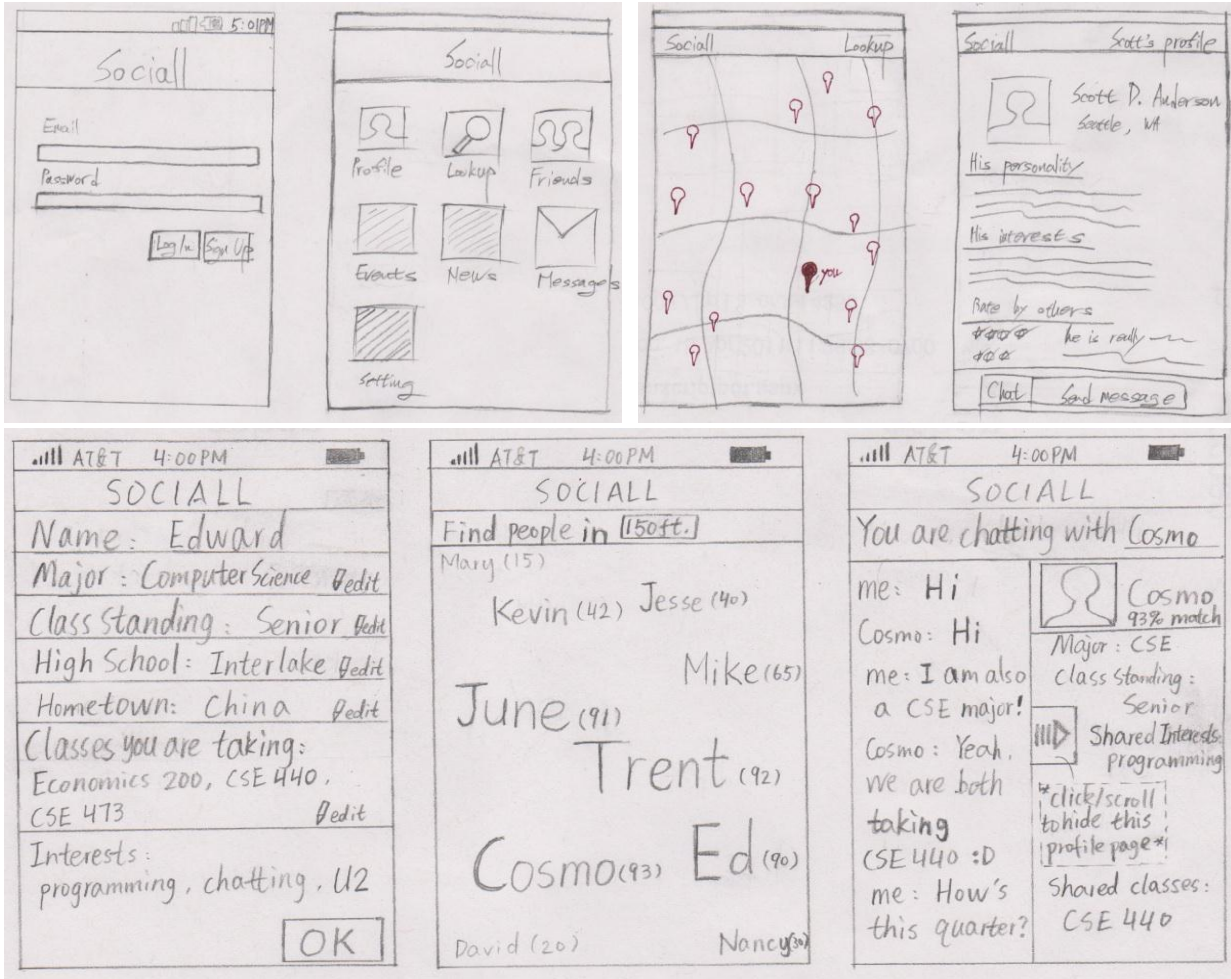 5:01PM
Sociall
Email
Password
Log In Sign Up
Sociall
Profile Lookup Friends
Events News Messages
Setting
Sociall Lookup
you
Sociall Scott's profile
Scott D. Anderson
Seattle, WA
His personality
His interests
Rate by others
he is really
Chat Send message
AT&T 4:00PM
SOCIALL
Name: Edward
Major: Computer Science edit
Class Standing: Senior edit
High School: Interlake edit
Hometown: China edit
Classes you are taking:
Economics 200, CSE 440,
CSE 473 edit
Interests:
programming, chatting, U2
OK
AT&T 4:00PM
SOCIALL
Find people in 150ft.
Mary (15)
Kevin (42) Jesse (40)
Mike (65)
June (91)
Trent (92)
Cosmo (93) Ed (90)
David (20) Nancy (30)
AT&T 4:00PM
SOCIALL
You are chatting with Cosmo
me: Hi
Cosmo: Hi
me: I am also
a CSE major!
Cosmo: Yeah,
we are both
taking
CSE 440 :D
me: How's
this quarter?
Cosmo
93% match
Major: CSE
Class Standing:
Senior
Shared Interests:
programming
*click/scroll
to hide this
profile page*
Shared classes:
CSE 440